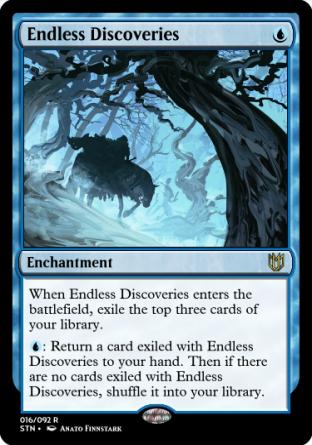 Endless Discoveries
Enchantment
When Endless Discoveries enters the
battlefield, exile the top three cards of
your library.
: Return a card exiled with Endless
Discoveries to your hand. Then if there
are no cards exiled with Endless
Discoveries, shuffle it into your library.
016/092 R
STN • Anato Finnstark